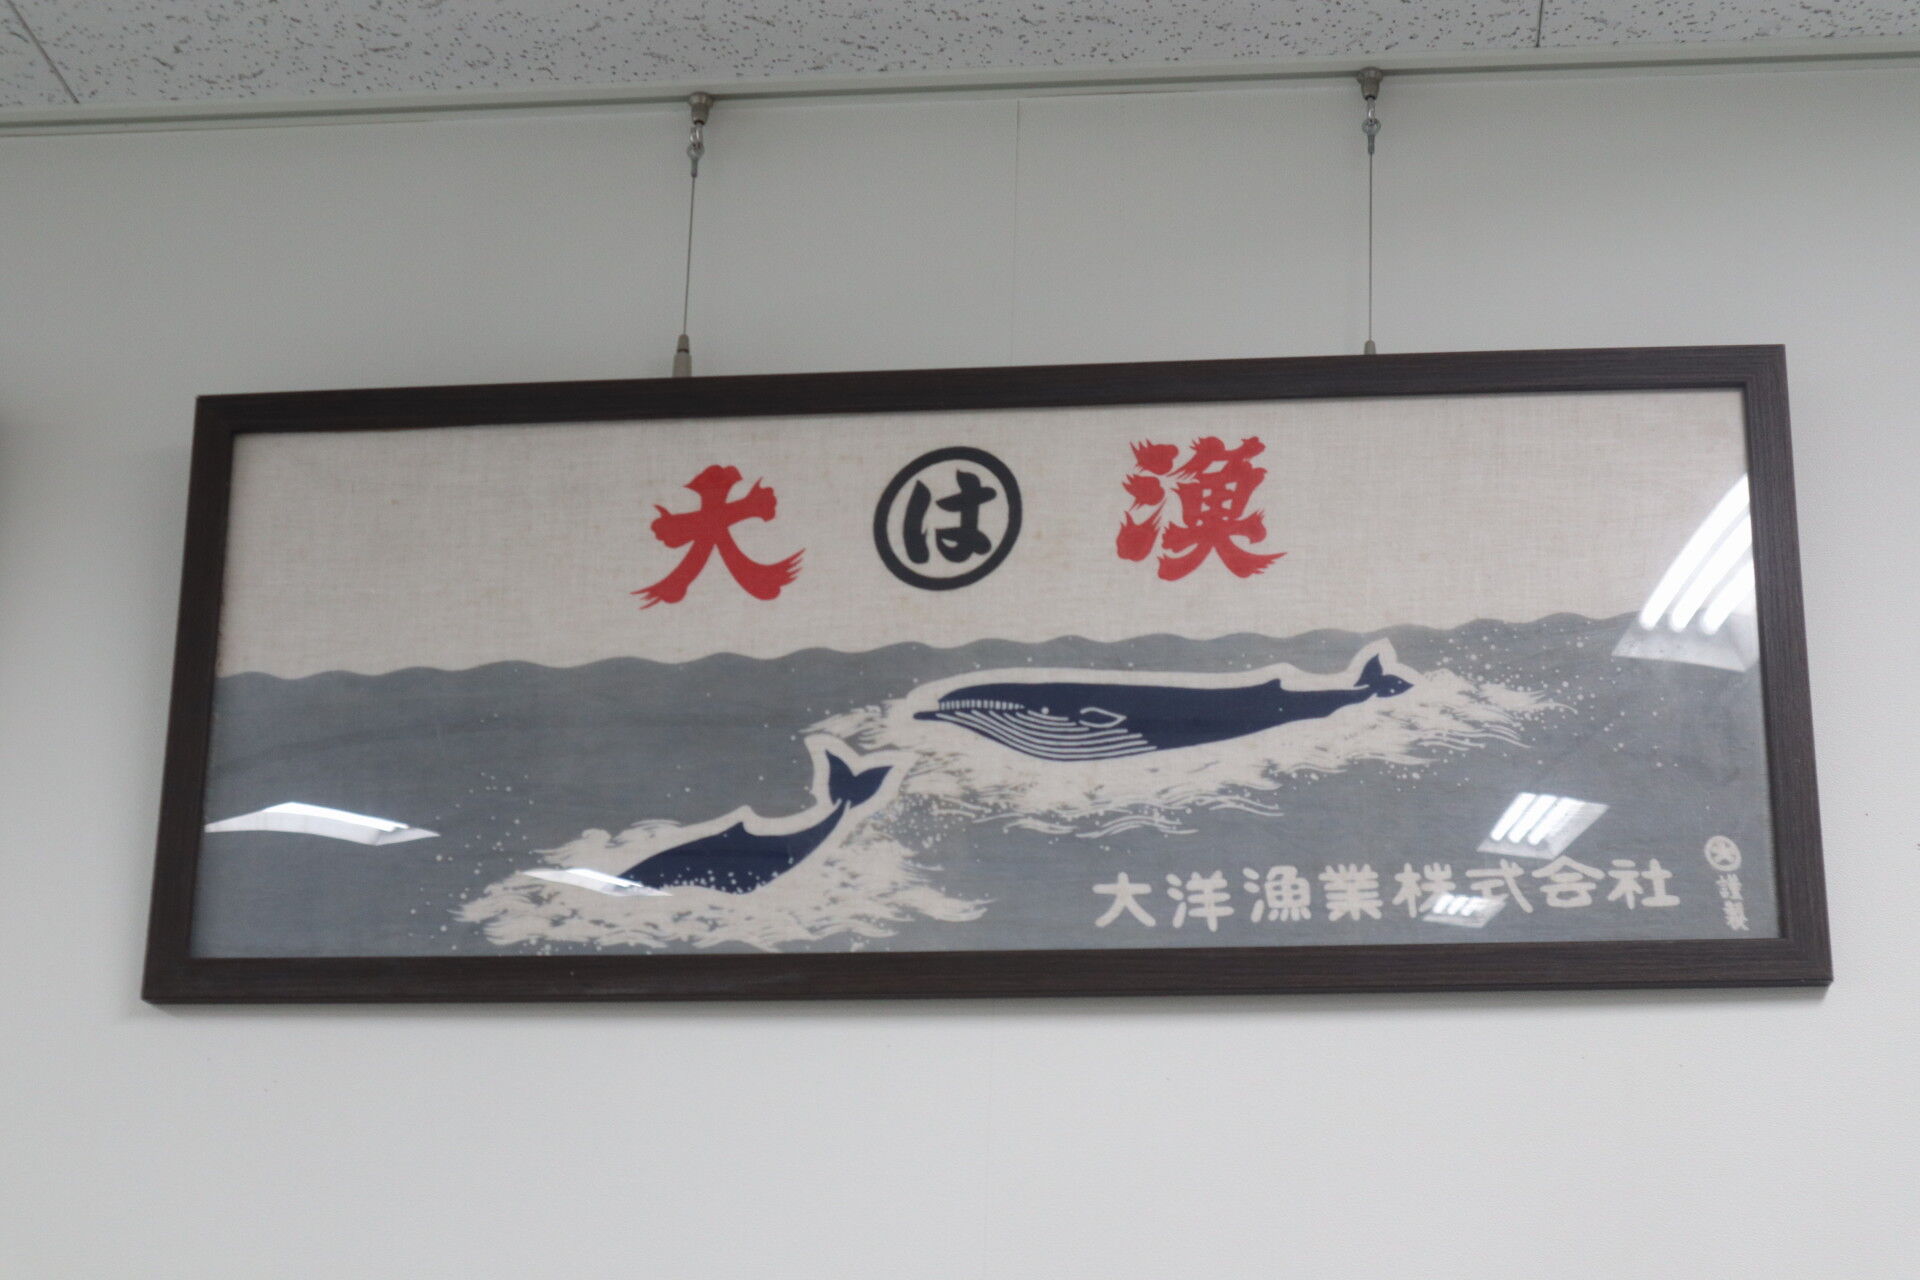 大 は 漁
大洋漁業株式会社